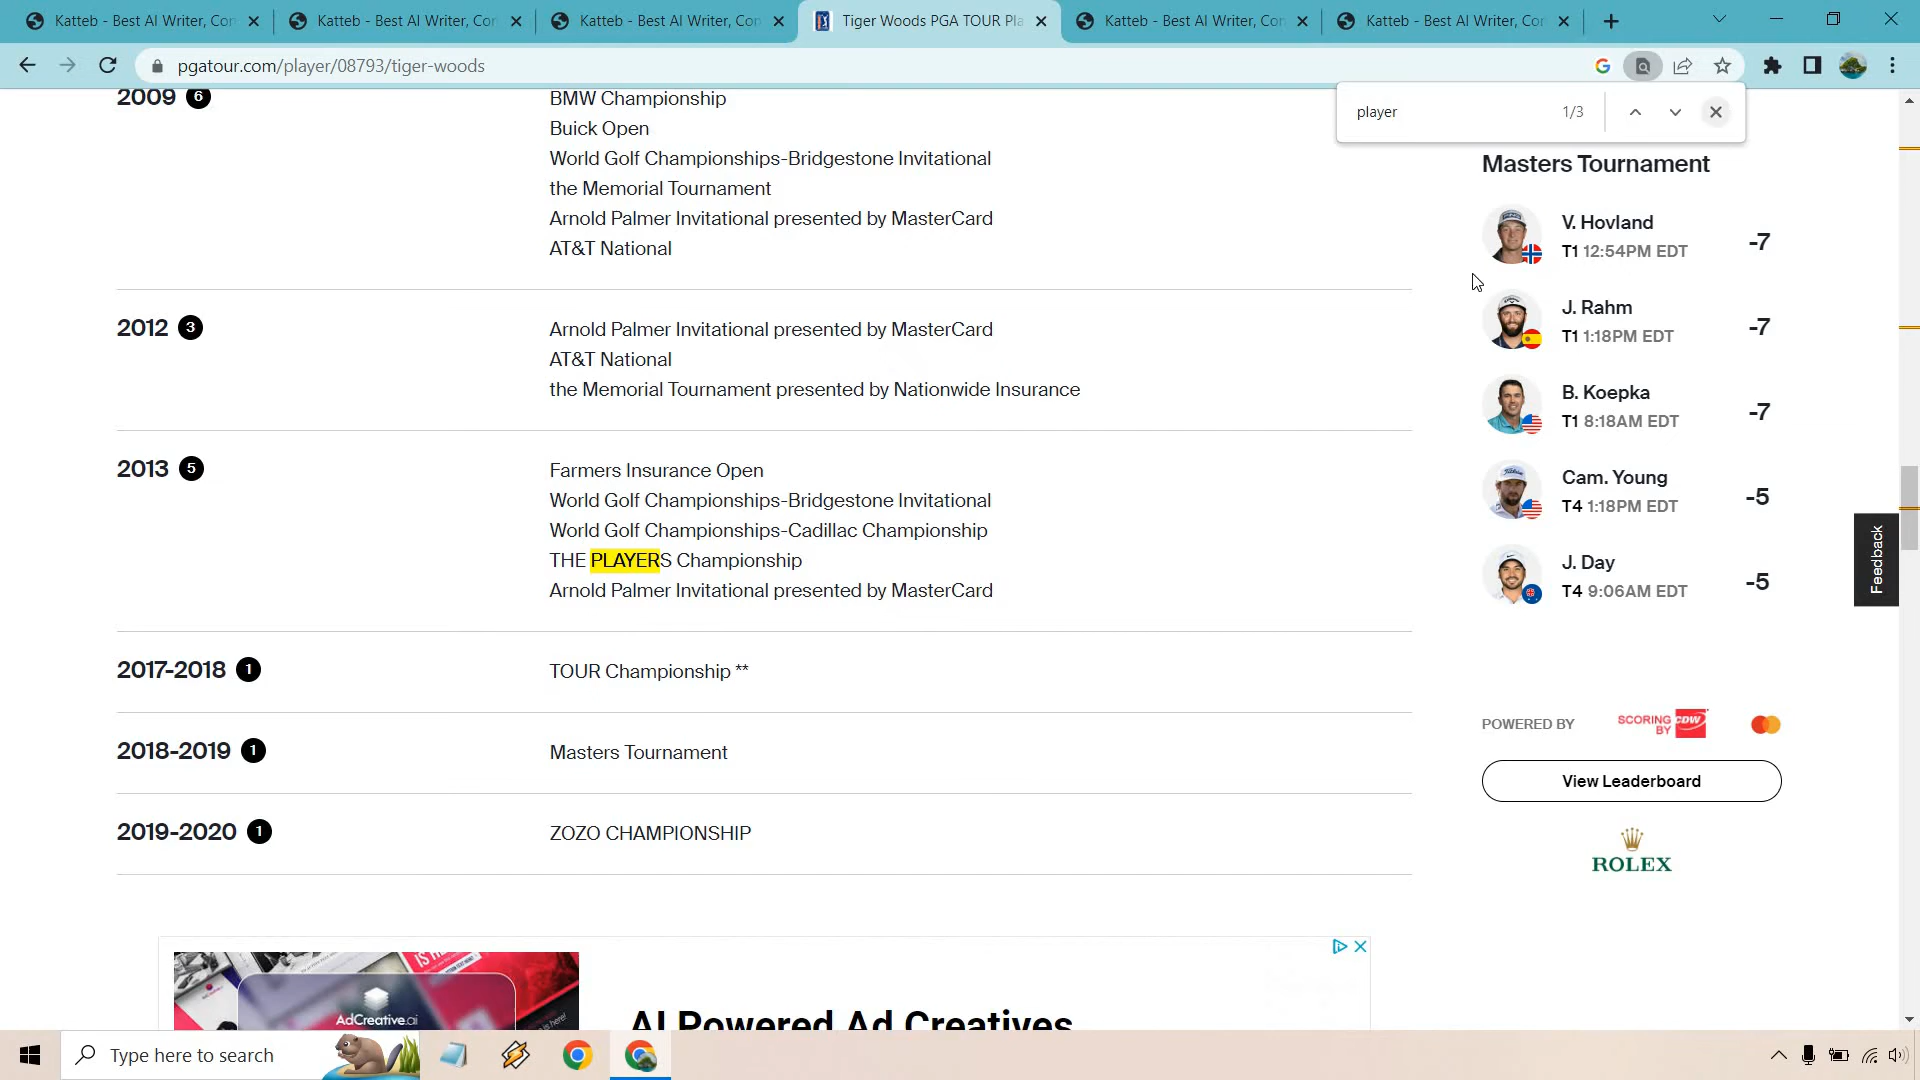 Katteb - Best AI Writer, Con
Katteb - Best AI Writer, Con
Katteb - Best AI Writer, Con
Tiger Woods PGA TOUR Pla
Katteb - Best AI Writer, Con
Katteb - Best AI Writer, Con
pgatour.com/player/08793/tiger-woods
player 1/3
2009 6
BMW Championship
Buick Open
World Golf Championships-Bridgestone Invitational
the Memorial Tournament
Arnold Palmer Invitational presented by MasterCard
AT&T National
2012 3
Arnold Palmer Invitational presented by MasterCard
AT&T National
the Memorial Tournament presented by Nationwide Insurance
2013 5
Farmers Insurance Open
World Golf Championships-Bridgestone Invitational
World Golf Championships-Cadillac Championship
THE PLAYERS Championship
Arnold Palmer Invitational presented by MasterCard
2017-2018 1
TOUR Championship **
2018-2019 1
Masters Tournament
2019-2020 1
ZOZO CHAMPIONSHIP
Masters Tournament
V. Hovland
T1 12:54PM EDT
-7
J. Rahm
T1 1:18PM EDT
-7
B. Koepka
T1 8:18AM EDT
-7
Cam. Young
T4 1:18PM EDT
-5
J. Day
T4 9:06AM EDT
-5
POWERED BY
SCORING BY CDW
View Leaderboard
ROLEX
Feedback
AdCreative.ai
AI Powered Ad Creatives
Type here to search